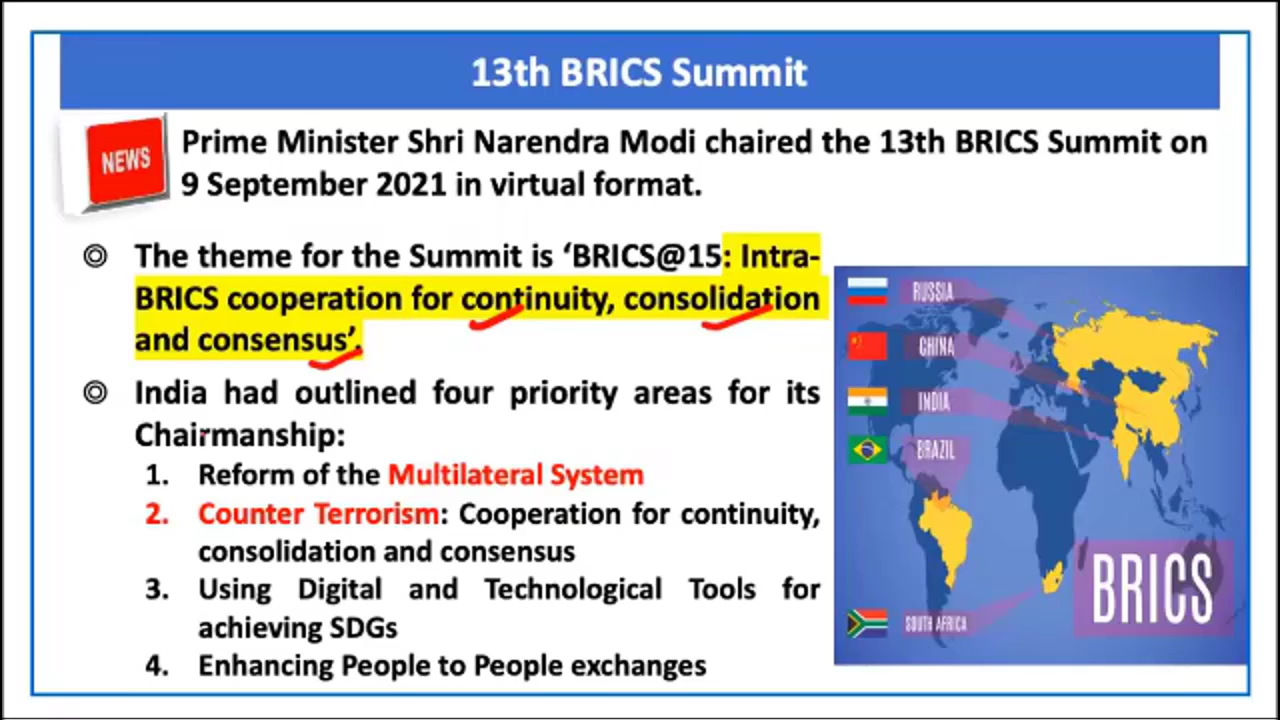 13th BRICS Summit
NEWS
Prime Minister Shri Narendra Modi chaired the 13th BRICS Summit on
9 September 2021 in virtual format.
◎ The theme for the Summit is ‘BRICS@15: Intra-
BRICS cooperation for continuity, consolidation
and consensus’.
◎ India had outlined four priority areas for its
Chairmanship:
1. Reform of the Multilateral System
2. Counter Terrorism: Cooperation for continuity,
consolidation and consensus
3. Using Digital and Technological Tools for
achieving SDGs
4. Enhancing People to People exchanges
RUSSIA
CHINA
INDIA
BRAZIL
SOUTH AFRICA
BRICS